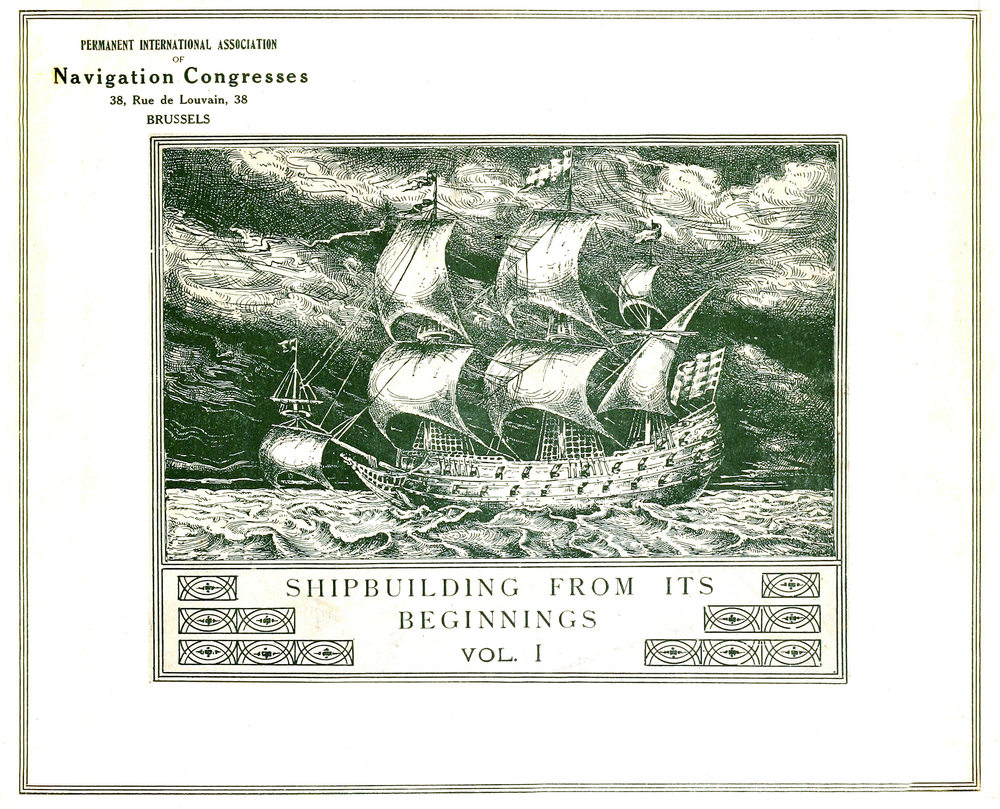 PERMANENT INTERNATIONAL ASSOCIATION
OF
Navigation Congresses
38, Rue de Louvain, 38
BRUSSELS
SHIPBUILDING FROM ITS
BEGINNINGS
VOL. I